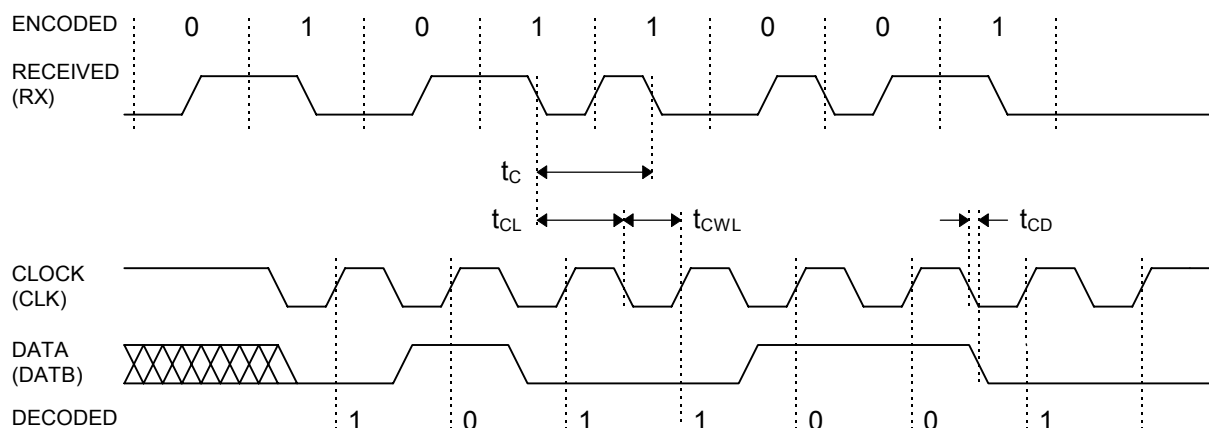 ENCODED 0 1 0 1 1 0 0 1
RECEIVED
(RX)
tC
tCL tCWL tCD
CLOCK
(CLK)
DATA
(DATB)
DECODED 1 0 1 1 0 0 1